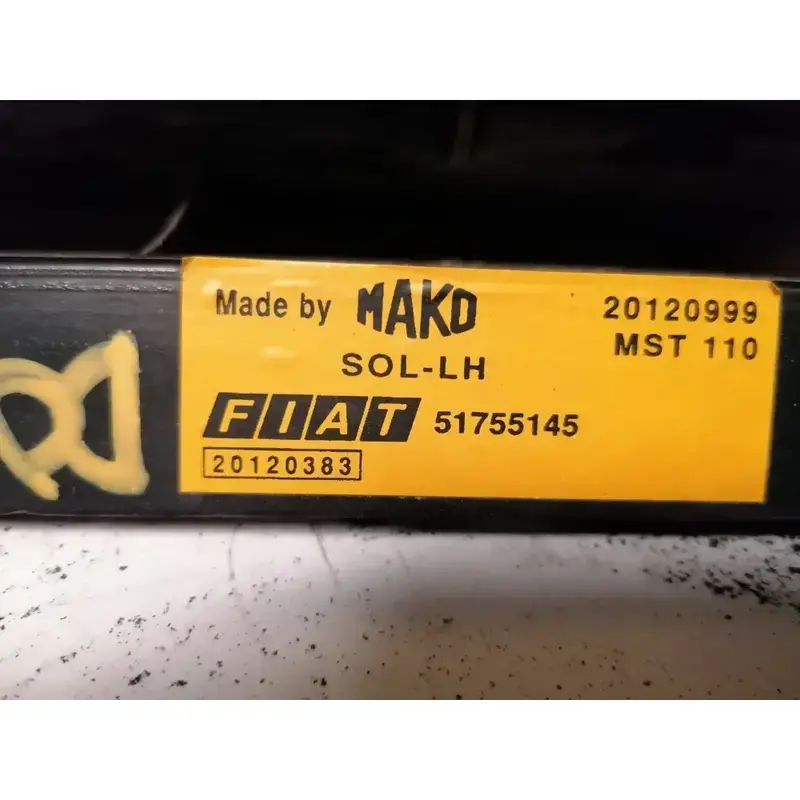 Made by MAKO 20120999
SOL-LH MST 110
FIAT 51755145
20120383